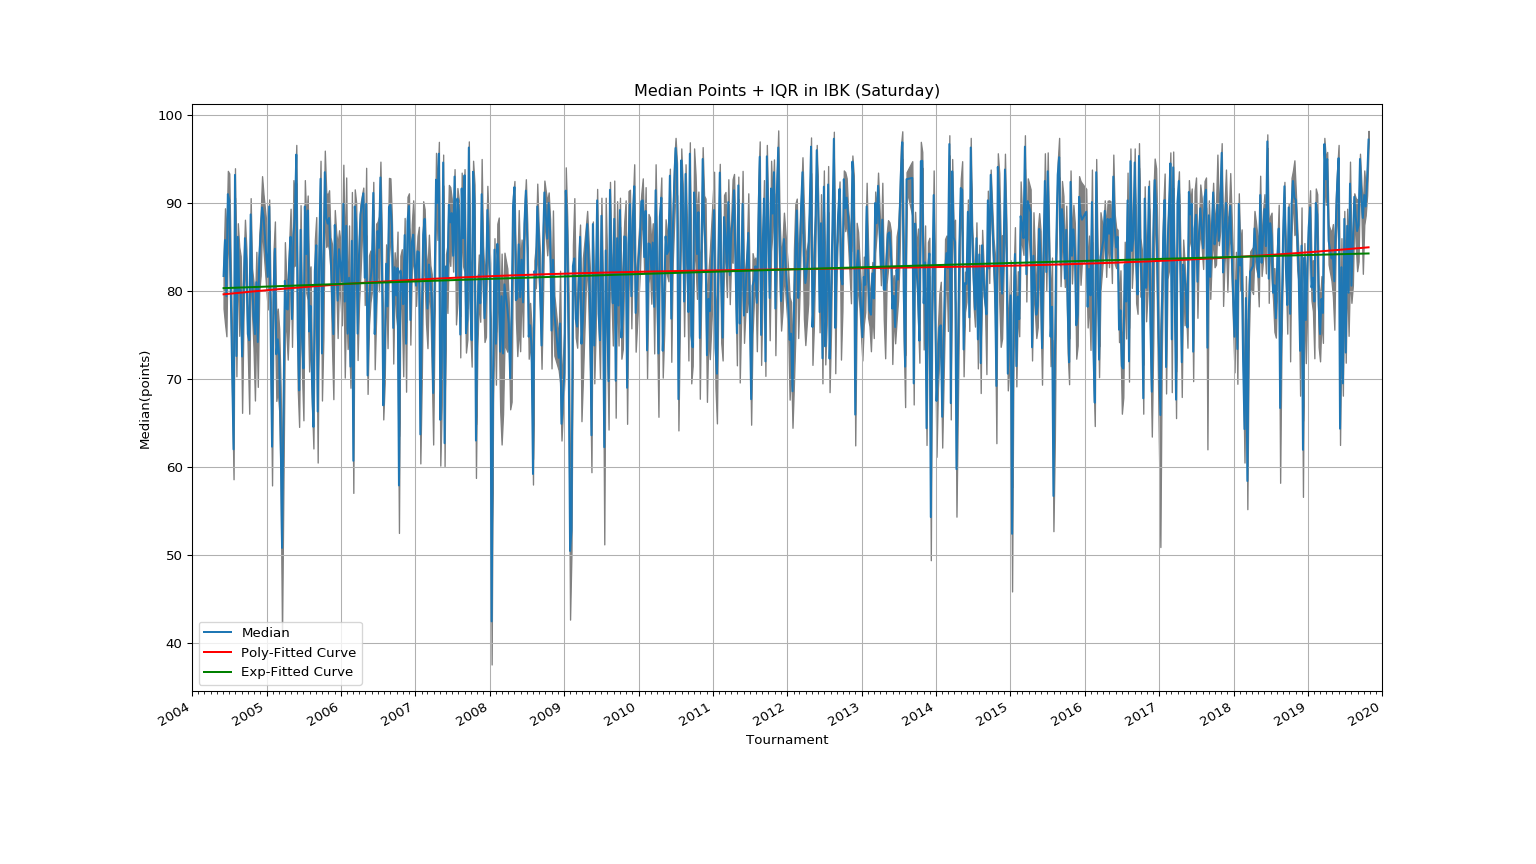 Median Points + IQR in IBK (Saturday)
100
90
80
70
60
50
40
Median(points)
Median
Poly-Fitted Curve
Exp-Fitted Curve
2004 2005 2006 2007 2008 2009 2010 2011 2012 2013 2014 2015 2016 2017 2018 2019 2020
Tournament